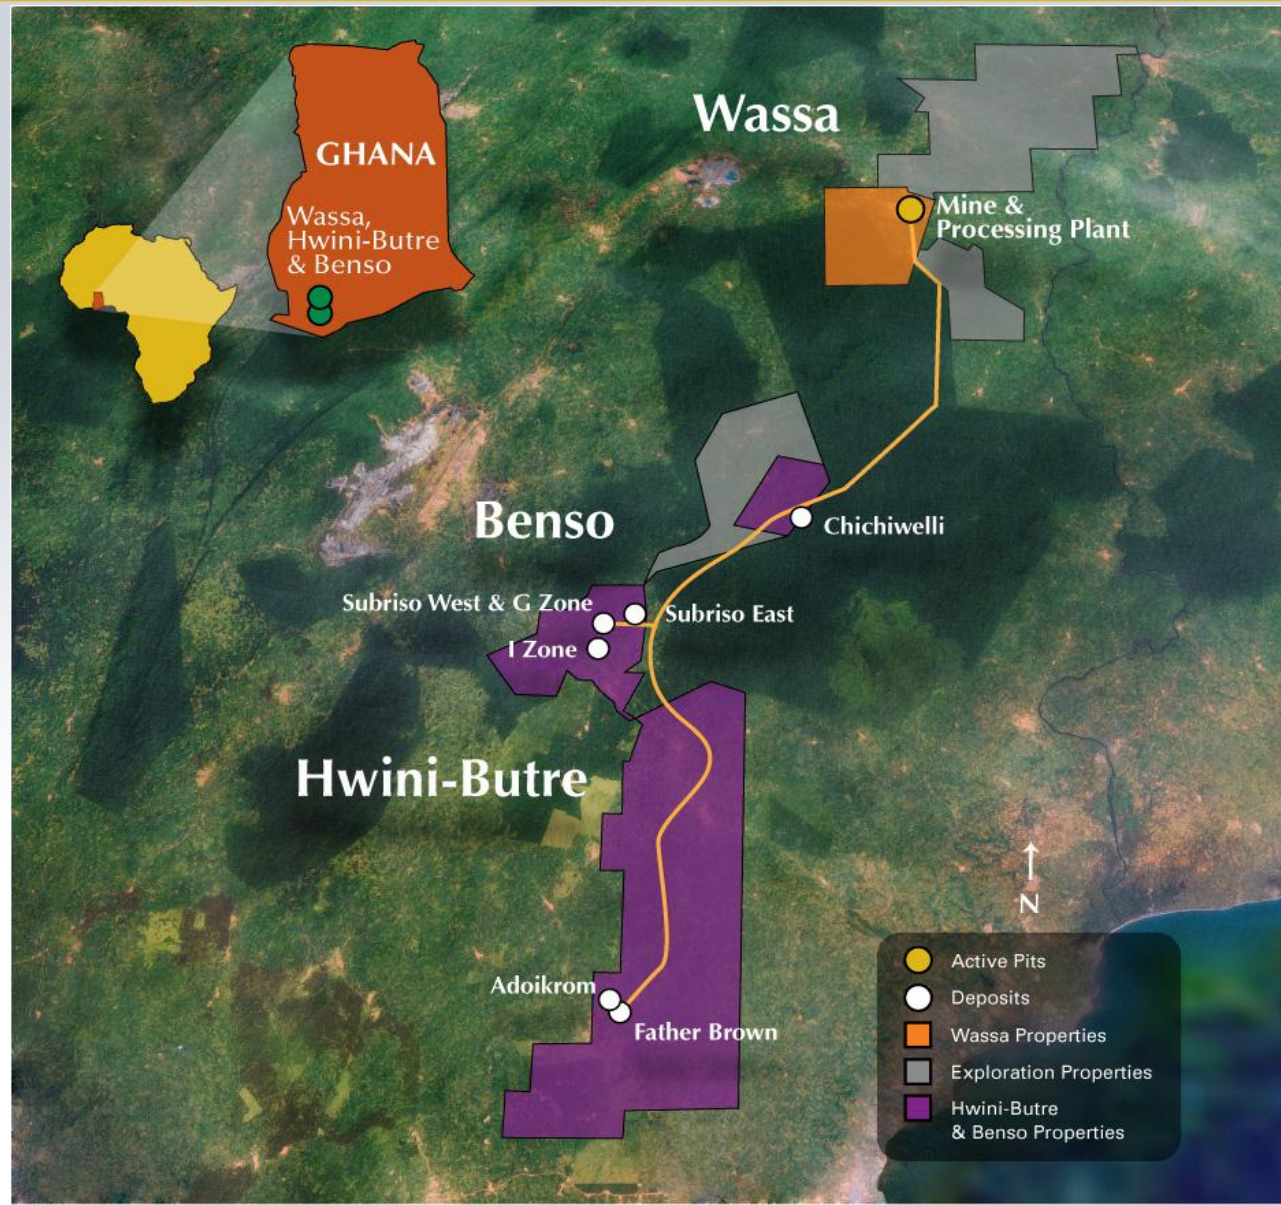 Wassa
GHANA
Wassa,
Hwini-Butre
& Benso
Mine &
Processing Plant
Benso
Chichiwelli
Subriso West & G Zone
Subriso East
I Zone
Hwini-Butre
N
Adoikrom
Father Brown
Active Pits
Deposits
Wassa Properties
Exploration Properties
Hwini-Butre
& Benso Properties